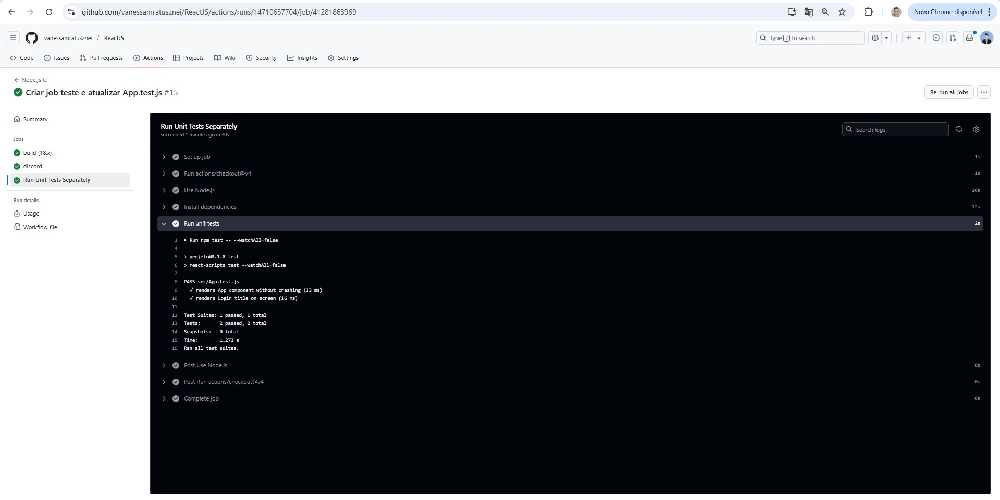 github.com/vanessamratusznei/ReactJS/actions/runs/14710637704/job/41281863969
Novo Chrome disponível
vanessamratusznei / ReactJS
Type / to search
Code Issues Pull requests Actions Projects Wiki Security Insights Settings
Node.js CI
Criar job teste e atualizar App.test.js #15
Re-run all jobs
Summary
Jobs
build (18.x)
discord
Run Unit Tests Separately
Run details
Usage
Workflow file
Run Unit Tests Separately
succeeded 1 minute ago in 30s
Search logs
Set up job 1s
Run actions/checkout@v4 1s
Use Node.js 10s
Install dependencies 12s
Run unit tests 2s
1 Run npm test -- --watchAll=false
4
5 > projeto@0.1.0 test
6 > react-scripts test --watchAll=false
7
8 PASS src/App.test.js
9 ✓ renders App component without crashing (23 ms)
10 ✓ renders Login title on screen (16 ms)
11
12 Test Suites: 1 passed, 1 total
13 Tests: 2 passed, 2 total
14 Snapshots: 0 total
15 Time: 1.272 s
16 Ran all test suites.
Post Use Node.js 0s
Post Run actions/checkout@v4 0s
Complete job 0s